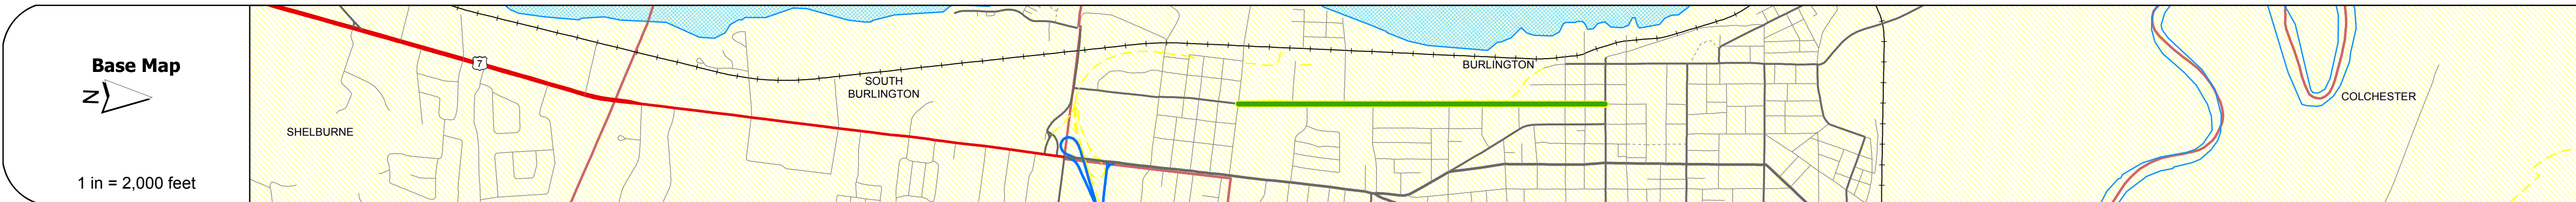 Base Map
N
1 in = 2,000 feet
SHELBURNE
7
SOUTH
BURLINGTON
BURLINGTON
COLCHESTER